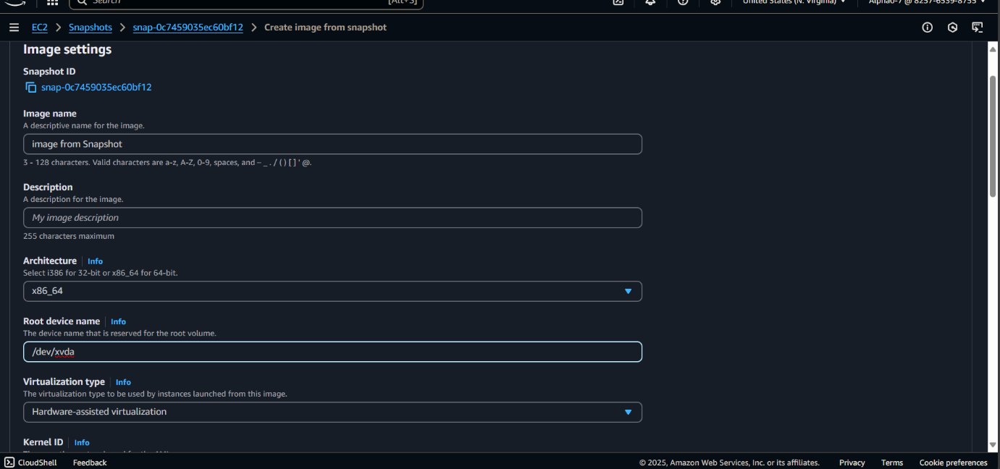 Search [Alt+S] United States (N. Virginia) Alpha0-7 @ 8257-6539-8755
EC2 Snapshots snap-0c7459035ec60bf12 Create image from snapshot
Image settings
Snapshot ID
snap-0c7459035ec60bf12
Image name
A descriptive name for the image.
image from Snapshot
3 - 128 characters. Valid characters are a-z, A-Z, 0-9, spaces, and – _ . / ( ) [ ] ' @.
Description
A description for the image.
My image description
255 characters maximum
Architecture Info
Select i386 for 32-bit or x86_64 for 64-bit.
x86_64
Root device name Info
The device name that is reserved for the root volume.
/dev/xvda
Virtualization type Info
The virtualization type to be used by instances launched from this image.
Hardware-assisted virtualization
Kernel ID Info
CloudShell Feedback © 2025, Amazon Web Services, Inc. or its affiliates. Privacy Terms Cookie preferences